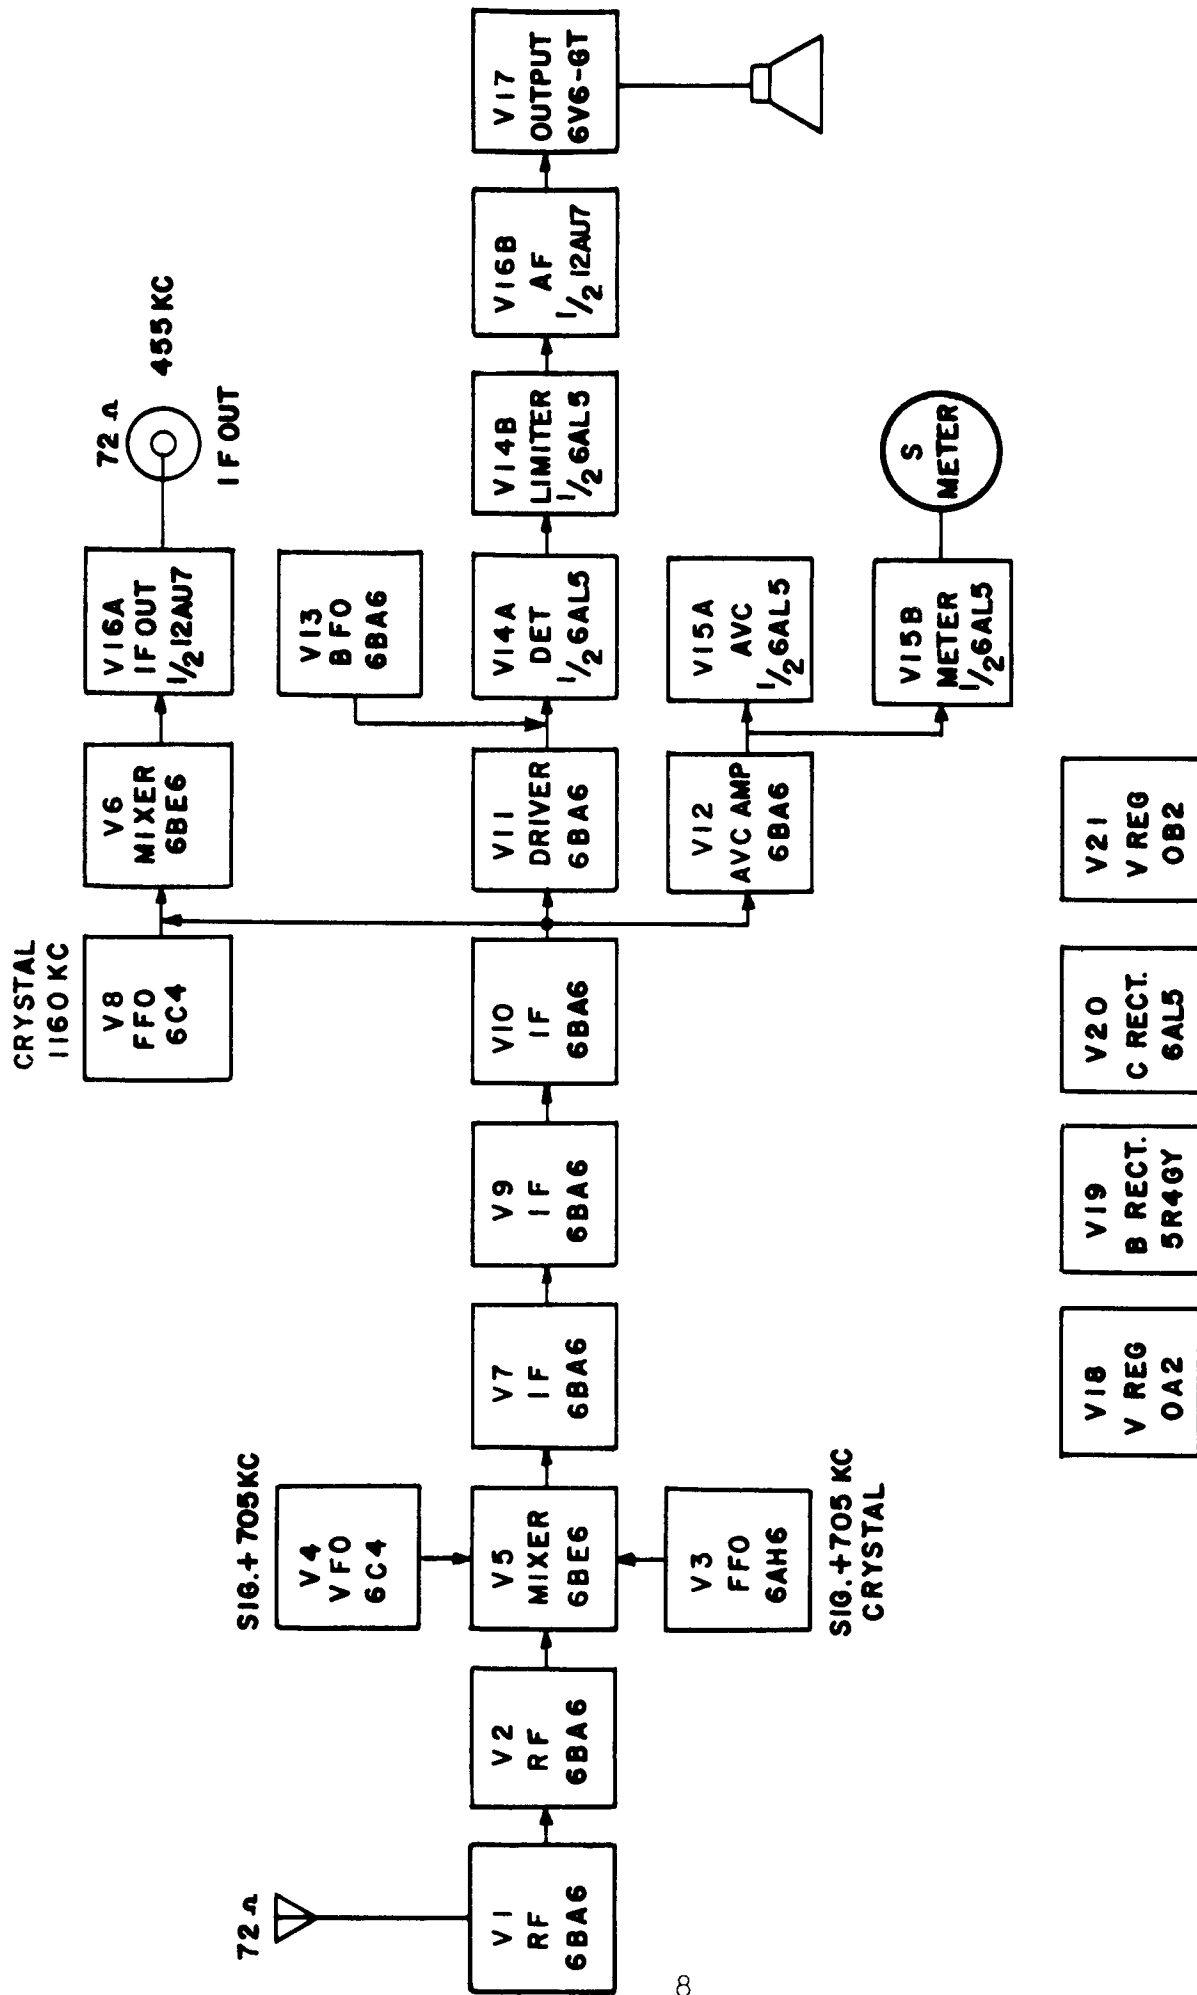 72 Ω
V1
RF
6BA6
V2
RF
6BA6
SIG.+705KC
V4
VFO
6C4
V5
MIXER
6BE6
V3
FFO
6AH6
SIG.+705 KC
CRYSTAL
V7
IF
6BA6
V9
IF
6BA6
V10
IF
6BA6
CRYSTAL
1160 KC
V8
FFO
6C4
V6
MIXER
6BE6
V16A
IF OUT
1/2 12AU7
72 Ω
455KC
IF OUT
V11
DRIVER
6BA6
V13
BFO
6BA6
V14A
DET
1/2 6AL5
V14B
LIMITER
1/2 6AL5
V16B
AF
1/2 12AU7
V17
OUTPUT
6V6-GT
V12
AVC AMP
6BA6
V15A
AVC
1/2 6AL5
V15B
METER
1/2 6AL5
S
METER
V18
V REG
0A2
V19
B RECT.
5R4GY
V20
C RECT.
6AL5
V21
V REG
0B2
8